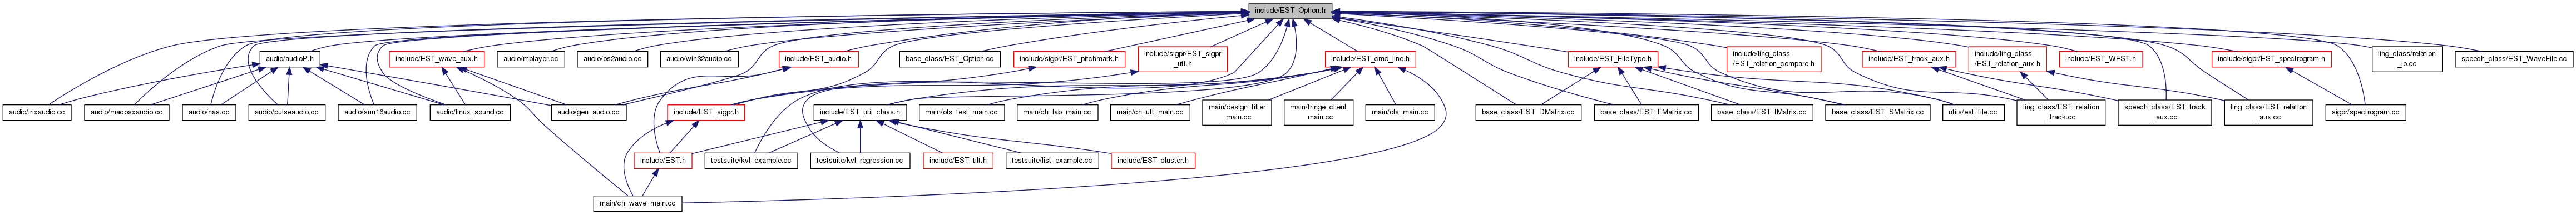 include/EST_Option.h
audio/audioP.h
include/EST_wave_aux.h
audio/mplayer.cc
audio/os2audio.cc
audio/win32audio.cc
include/EST_audio.h
base_class/EST_Option.cc
include/sigpr/EST_pitchmark.h
include/sigpr/EST_sigpr
_utt.h
include/EST_cmd_line.h
include/EST_FileType.h
include/ling_class
/EST_relation_compare.h
include/EST_track_aux.h
include/ling_class
/EST_relation_aux.h
include/EST_WFST.h
include/sigpr/EST_spectrogram.h
ling_class/relation
_io.cc
speech_class/EST_WaveFile.cc
audio/irixaudio.cc
audio/macosxaudio.cc
audio/nas.cc
audio/pulseaudio.cc
audio/sun16audio.cc
audio/linux_sound.cc
audio/gen_audio.cc
include/EST_sigpr.h
include/EST_util_class.h
main/ols_test_main.cc
main/ch_lab_main.cc
main/ch_utt_main.cc
main/design_filter
_main.cc
main/fringe_client
_main.cc
main/ols_main.cc
base_class/EST_DMatrix.cc
base_class/EST_FMatrix.cc
base_class/EST_IMatrix.cc
base_class/EST_SMatrix.cc
utils/est_file.cc
ling_class/EST_relation
_track.cc
speech_class/EST_track
_aux.cc
ling_class/EST_relation
_aux.cc
sigpr/spectrogram.cc
include/EST.h
testsuite/kvl_example.cc
testsuite/kvl_regression.cc
include/EST_tilt.h
testsuite/list_example.cc
include/EST_cluster.h
main/ch_wave_main.cc